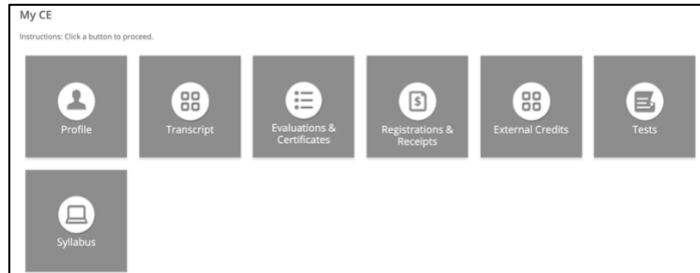 My CE
Instructions: Click a button to proceed.
Profile
Transcript
Evaluations &
Certificates
Registrations &
Receipts
External Credits
Tests
Syllabus